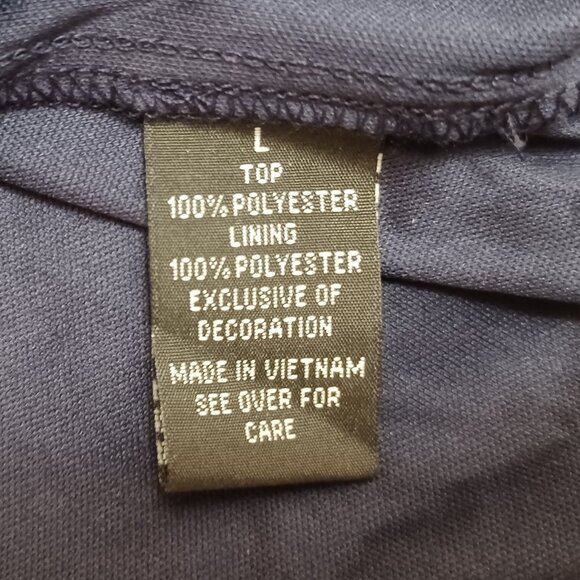 L
TOP
100% POLYESTER
LINING
100% POLYESTER
EXCLUSIVE OF
DECORATION
MADE IN VIETNAM
SEE OVER FOR
CARE